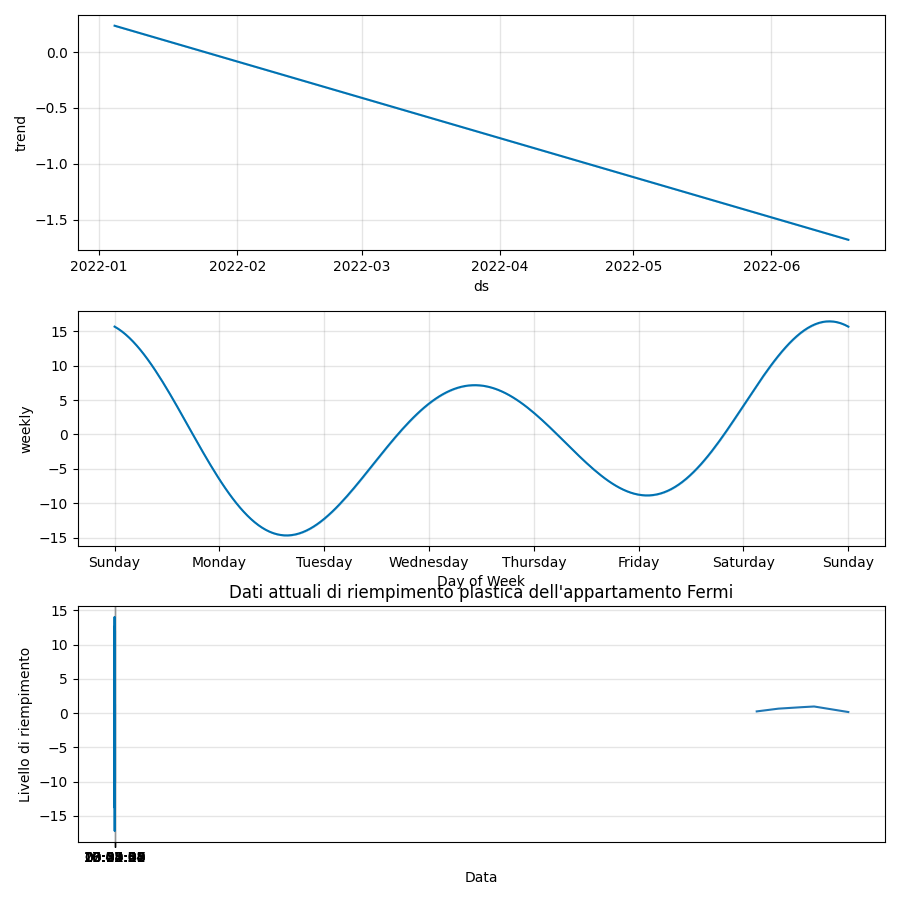 0.0
−0.5
−1.0
−1.5
trend
2022-01 2022-02 2022-03 2022-04 2022-05 2022-06
ds
15
10
5
0
−5
−10
−15
weekly
Sunday Monday Tuesday Wednesday Thursday Friday Saturday Sunday
Day of Week
Dati attuali di riempimento plastica dell'appartamento Fermi
15
10
5
0
−5
−10
−15
Livello di riempimento
Data